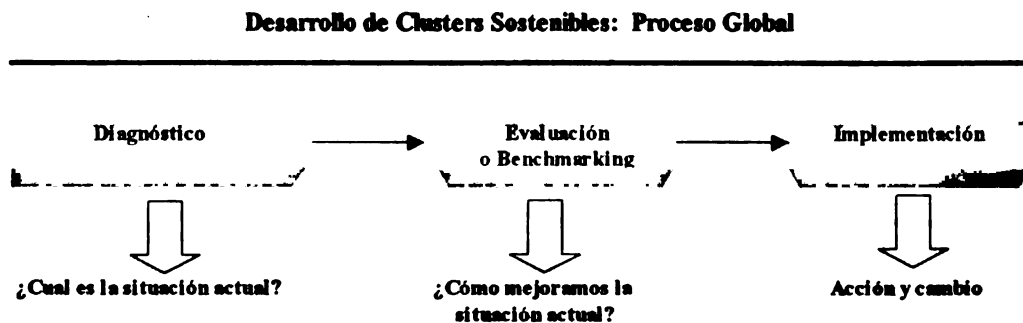 Desarrollo de Clusters Sostenibles: Proceso Global
Diagnóstico
Evaluación
o Benchmarking
Implementación
¿Cual es la situación actual?
¿Cómo mejoramos la
situación actual?
Acción y cambio